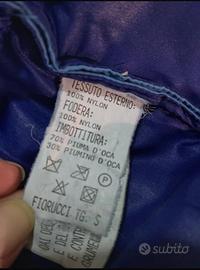 TESSUTO ESTERNO:
100% NYLON
FODERA:
100% NYLON
IMBOTTITURA:
70% PIUMA D'OCA
30% PIUMINO D'OCA
FIORUCCI TG. S
subito